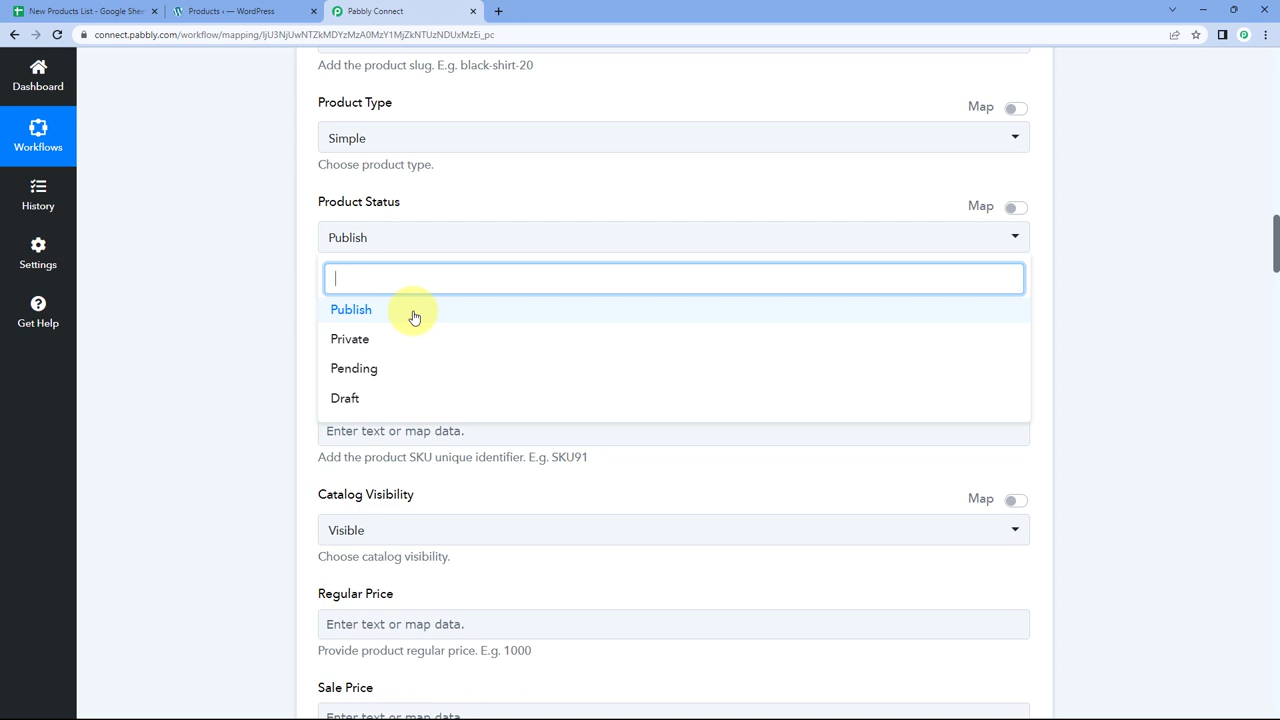 New Products List - Google Shee
Products ‹ — WordPress
Pabbly Connect
connect.pabbly.com/workflow/mapping/IjU3NjUwNTZkMDYzMzA0MzY1MjZkNTUzNDUxMzEi_pc
Dashboard
Workflows
History
Settings
Get Help
Add the product slug. E.g. black-shirt-20
Product Type
Map
Simple
Choose product type.
Product Status
Map
Publish
Publish
Private
Pending
Draft
Enter text or map data.
Add the product SKU unique identifier. E.g. SKU91
Catalog Visibility
Map
Visible
Choose catalog visibility.
Regular Price
Enter text or map data.
Provide product regular price. E.g. 1000
Sale Price
Enter text or map data.